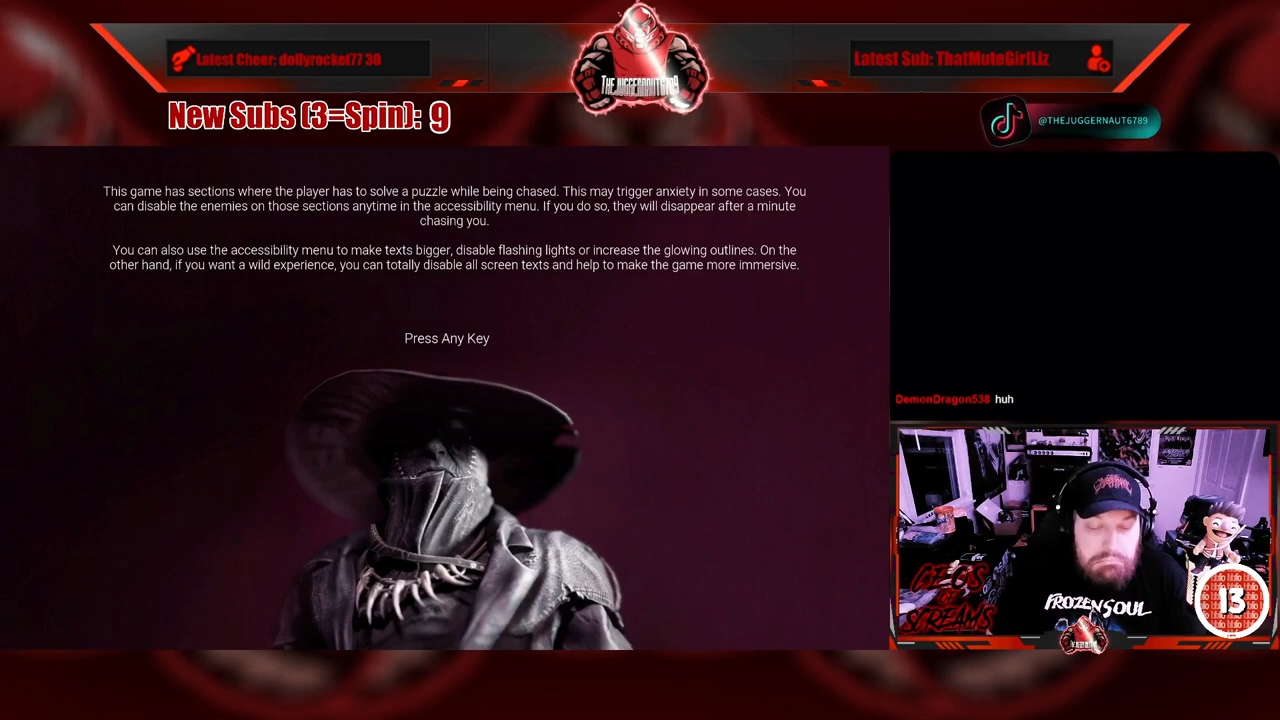 Latest Cheer: dollyrocket77 30
THEJUGGERNAUT6789
Latest Sub: ThatMuteGirlLiz
New Subs (3=Spin): 9
@THEJUGGERNAUT6789
This game has sections where the player has to solve a puzzle while being chased. This may trigger anxiety in some cases. You
can disable the enemies on those sections anytime in the accessibility menu. If you do so, they will disappear after a minute
chasing you.
You can also use the accessibility menu to make texts bigger, disable flashing lights or increase the glowing outlines. On the
other hand, if you want a wild experience, you can totally disable all screen texts and help to make the game more immersive.
Press Any Key
DemonDragon538 huh
FROZEN SOUL
13